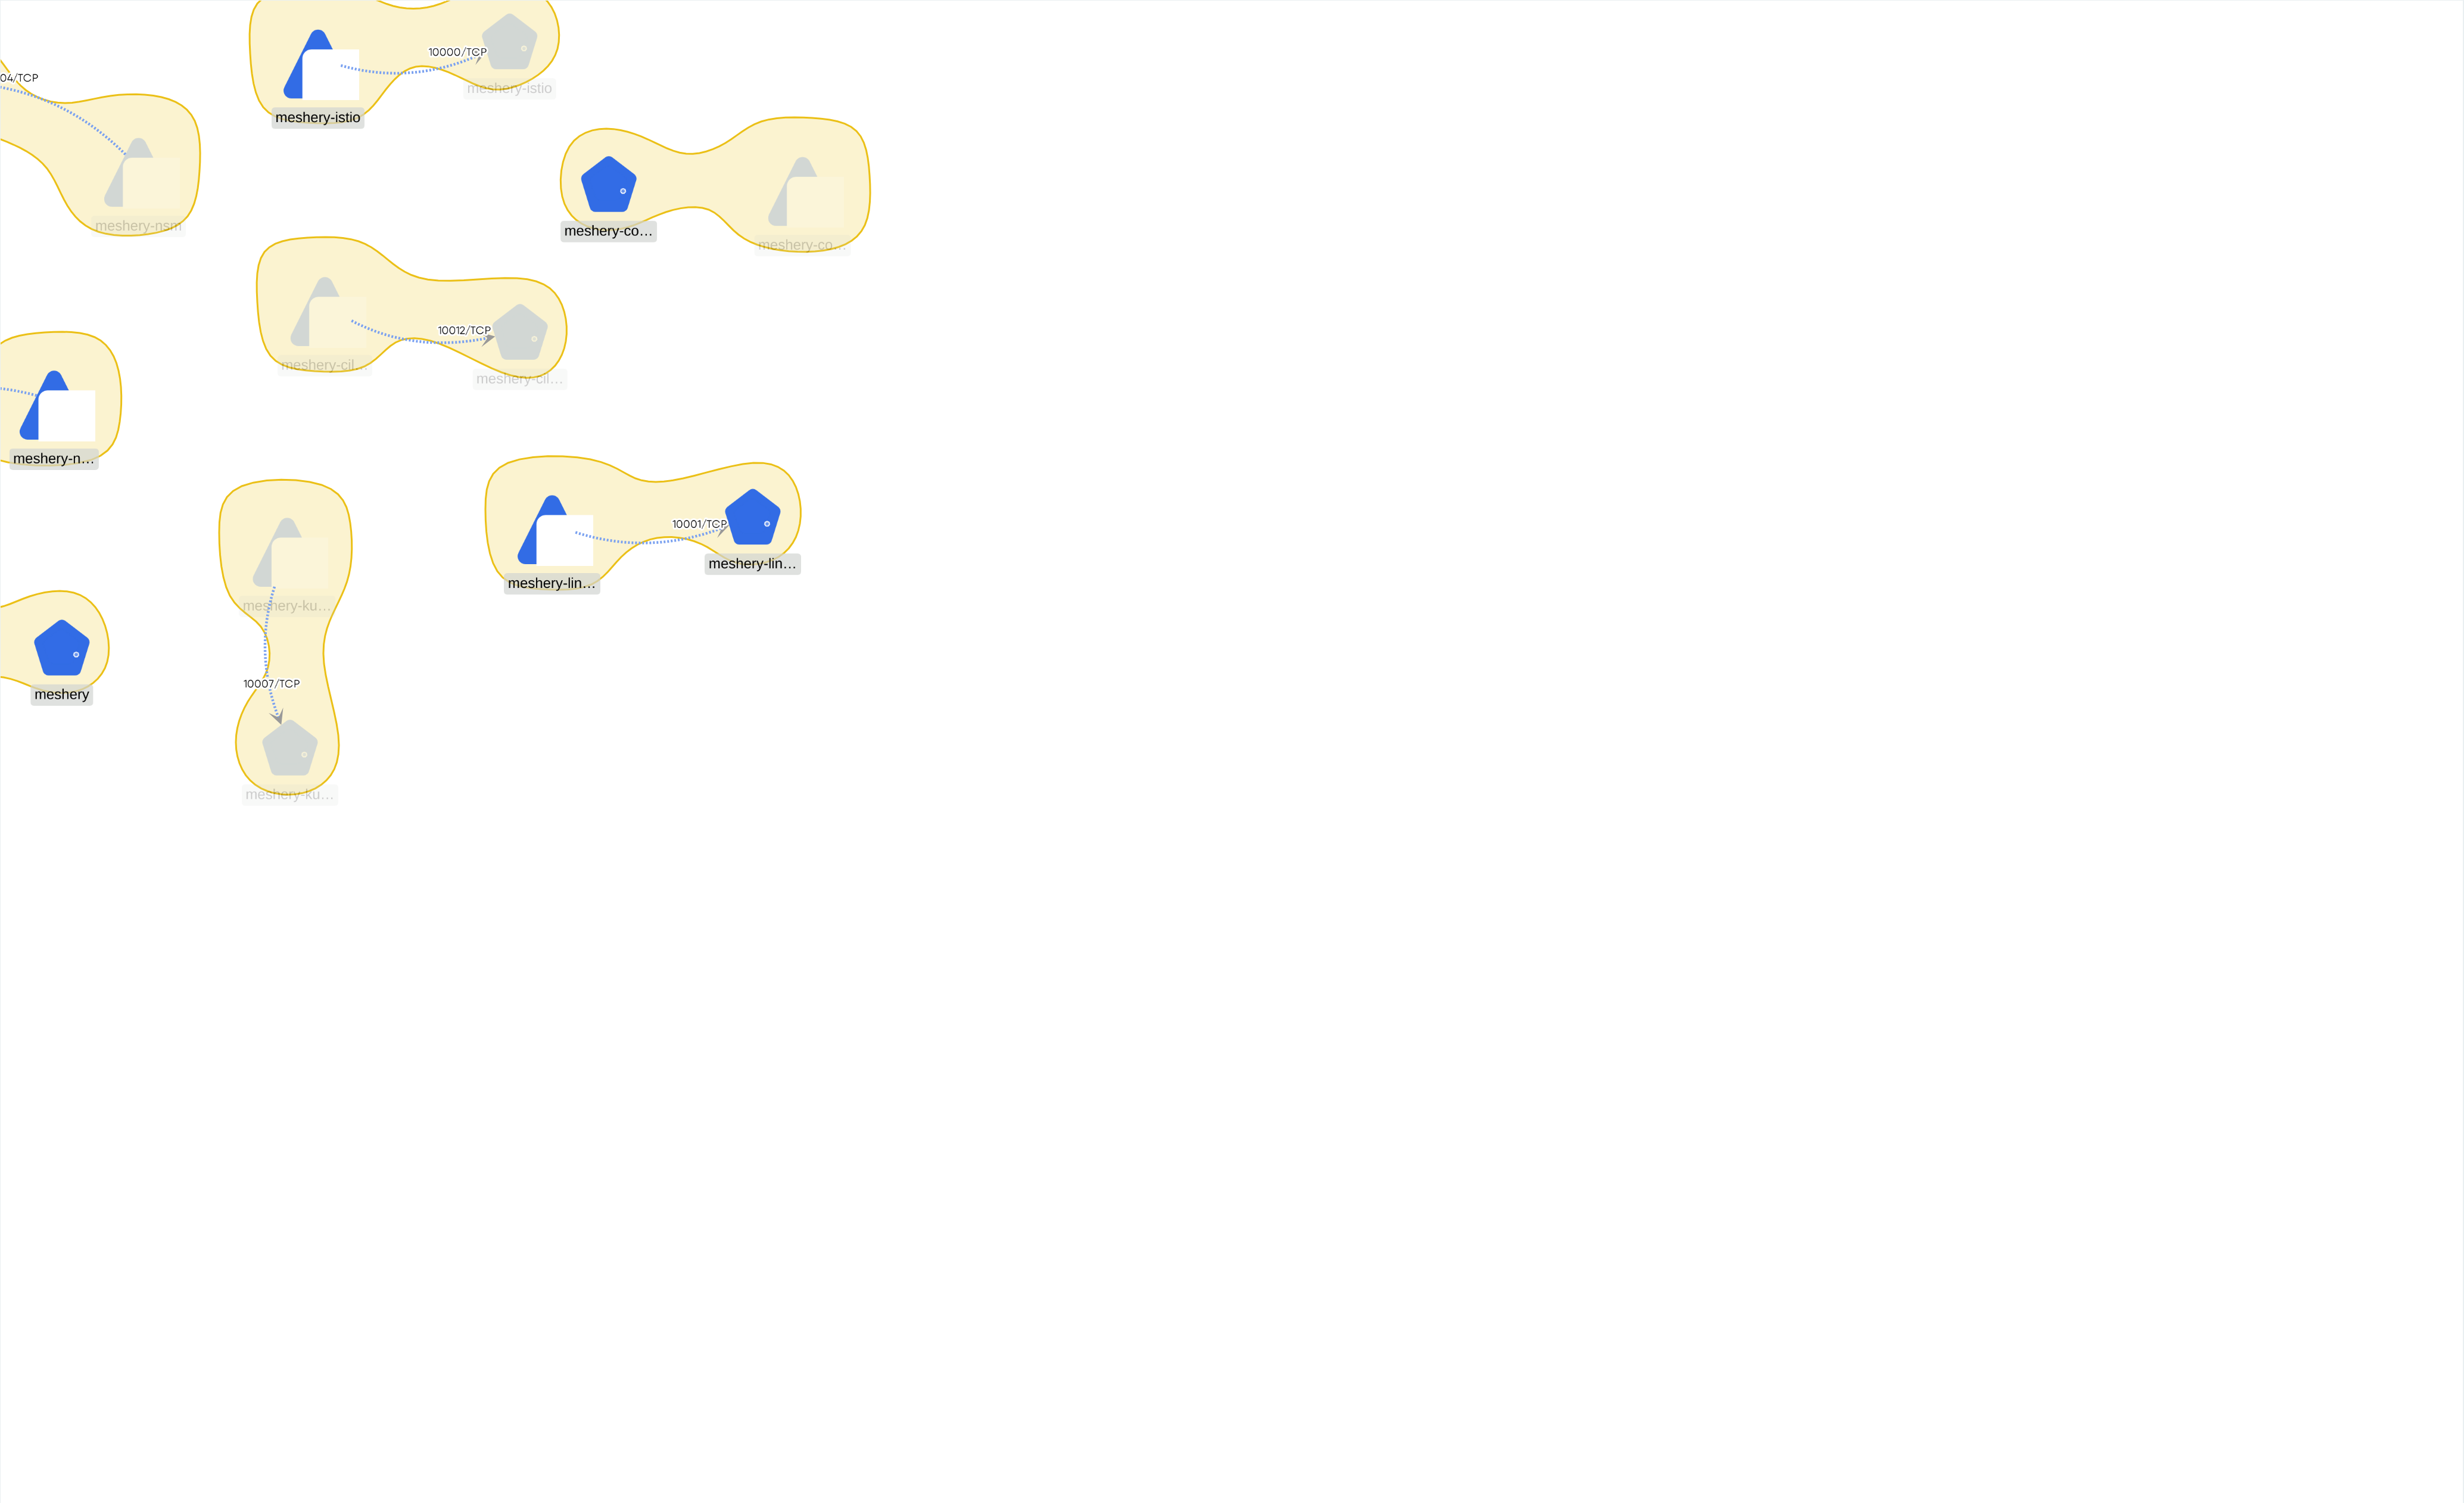 10000/TCP
04/TCP
meshery-istio
meshery-istio
meshery-nsm
meshery-co...
meshery-co...
10012/TCP
meshery-cil...
meshery-cil...
meshery-n...
10001/TCP
meshery-lin...
meshery-lin...
meshery-ku...
10007/TCP
meshery
meshery-ku...